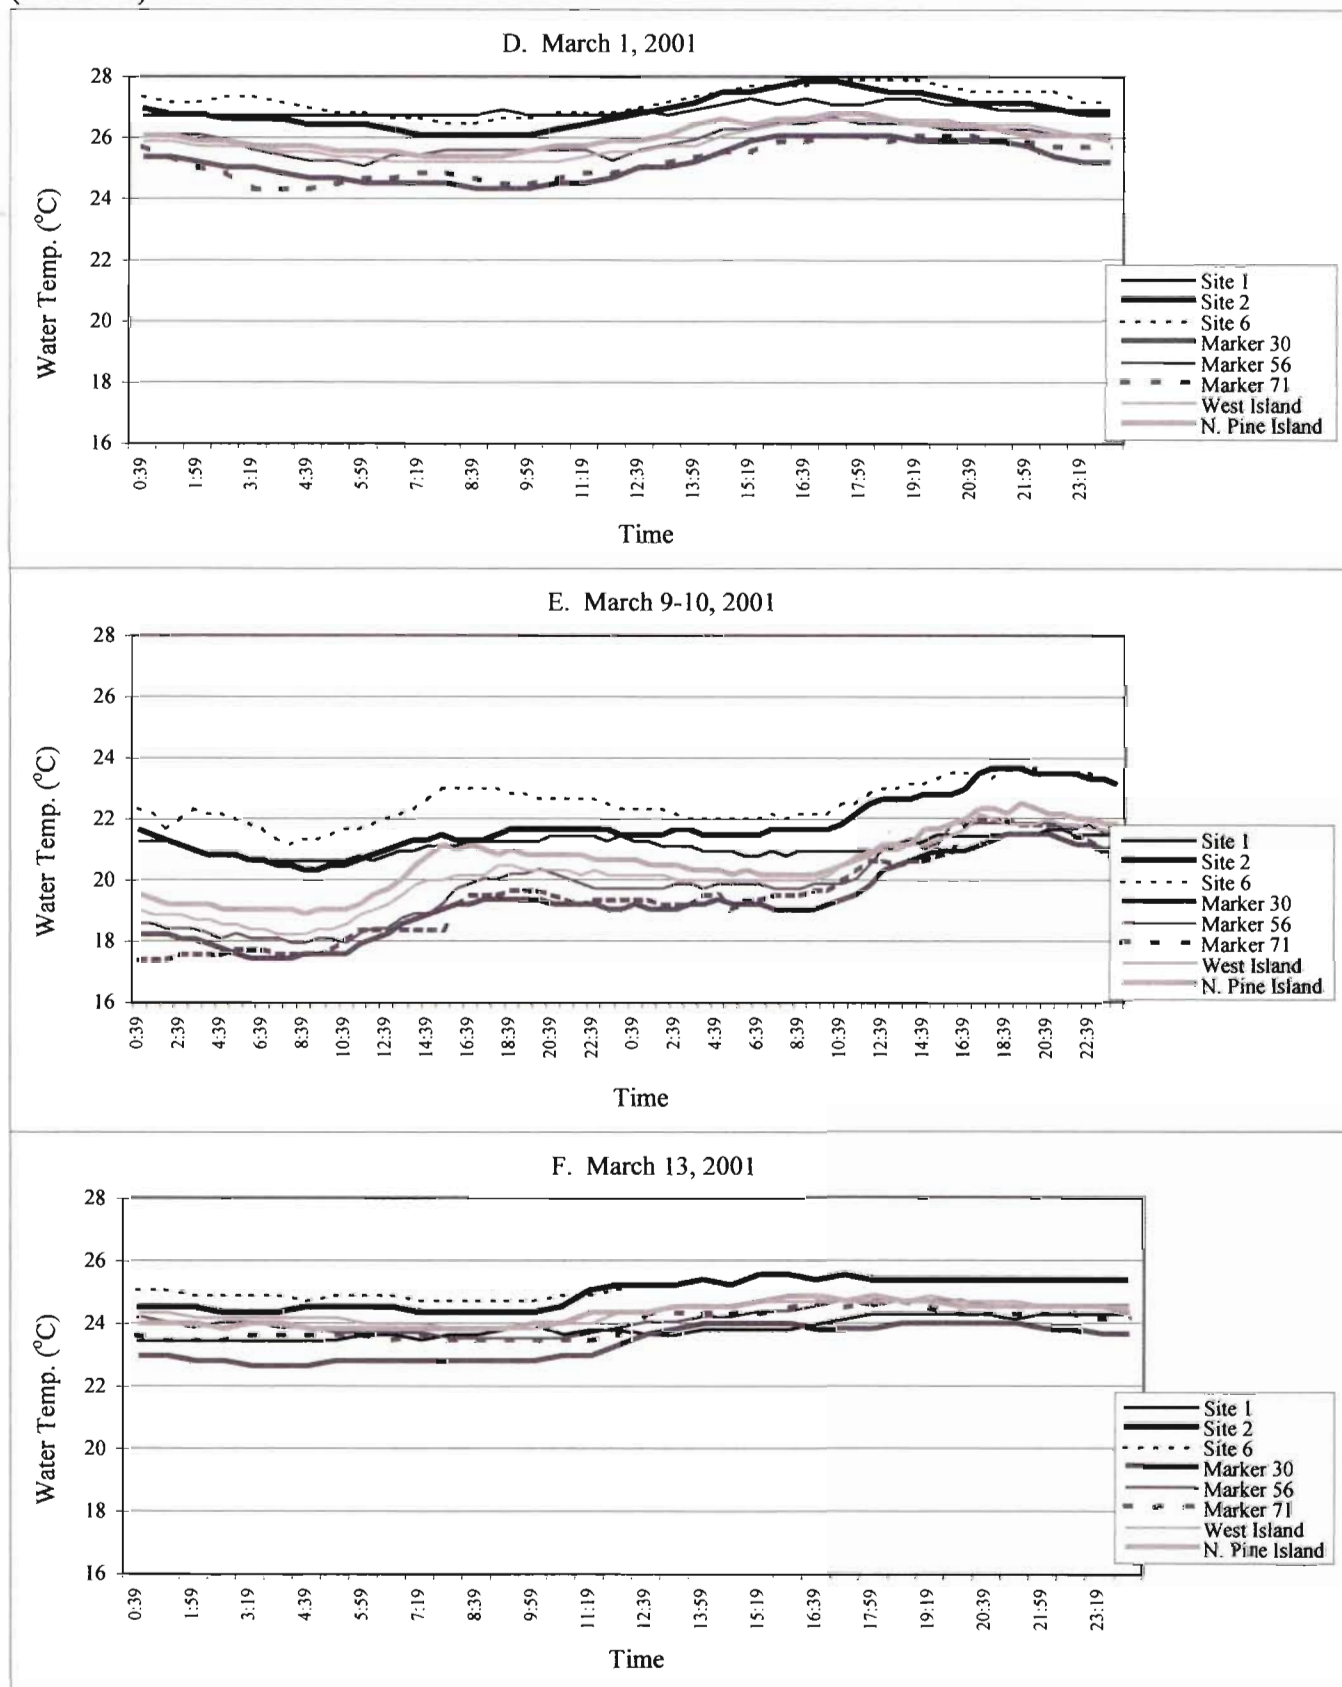 D. March 1, 2001
28
26
24
22
20
18
16
Water Temp. (°C)
0:39 1:59 3:19 4:39 5:59 7:19 8:39 9:59 11:19 12:39 13:59 15:19 16:39 17:59 19:19 20:39 21:59 23:19
Time
Site 1
Site 2
Site 6
Marker 30
Marker 56
Marker 71
West Island
N. Pine Island
E. March 9-10, 2001
28
26
24
22
20
18
16
Water Temp. (°C)
0:39 2:39 4:39 6:39 8:39 10:39 12:39 14:39 16:39 18:39 20:39 22:39 0:39 2:39 4:39 6:39 8:39 10:39 12:39 14:39 16:39 18:39 20:39 22:39
Time
Site 1
Site 2
Site 6
Marker 30
Marker 56
Marker 71
West Island
N. Pine Island
F. March 13, 2001
28
26
24
22
20
18
16
Water Temp. (°C)
0:39 1:59 3:19 4:39 5:59 7:19 8:39 9:59 11:19 12:39 13:59 15:19 16:39 17:59 19:19 20:39 21:59 23:19
Time
Site 1
Site 2
Site 6
Marker 30
Marker 56
Marker 71
West Island
N. Pine Island